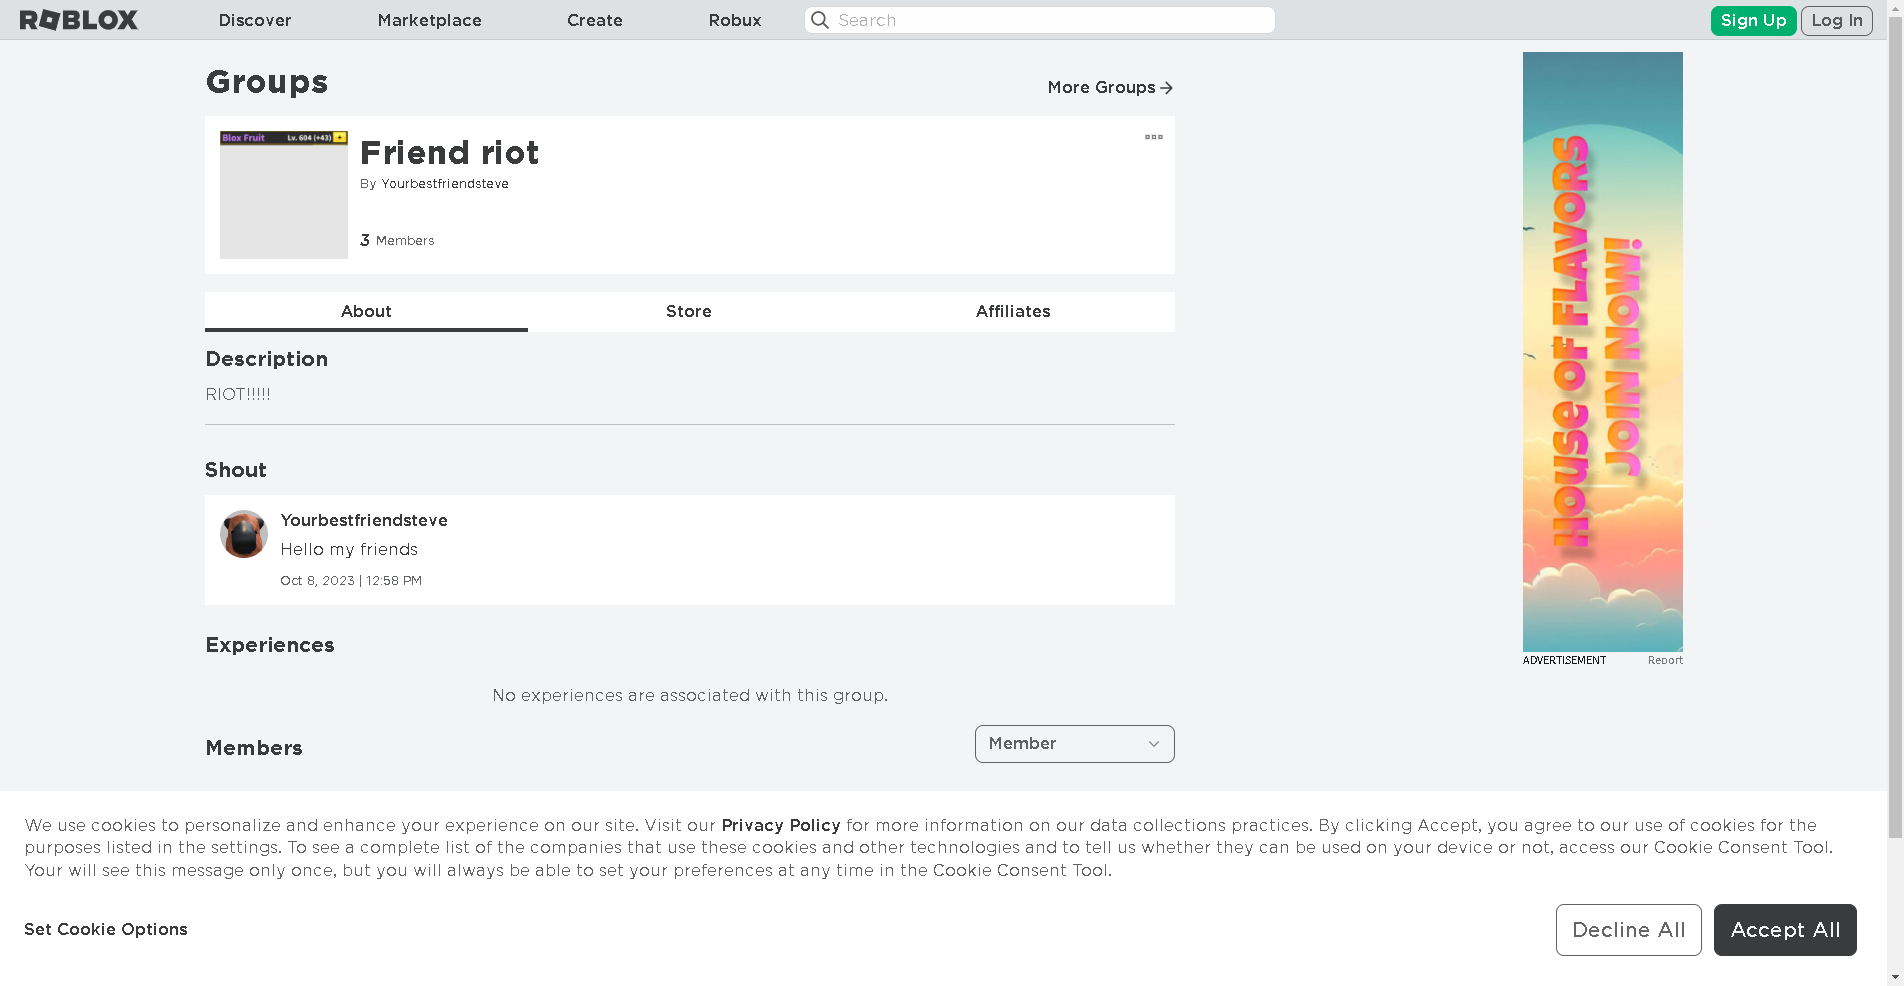 ROBLOX
Discover
Marketplace
Create
Robux
Search
Sign Up
Log In
Groups
More Groups
Blox Fruit
Lv. 604 (+43)
+
Friend riot
By Yourbestfriendsteve
3 Members
About
Store
Affiliates
Description
RIOT!!!!!
Shout
Yourbestfriendsteve
Hello my friends
Oct 8, 2023 | 12:58 PM
Experiences
No experiences are associated with this group.
Members
Member
House of FLAVORS
JOIN NOW!
ADVERTISEMENT
Report
We use cookies to personalize and enhance your experience on our site. Visit our Privacy Policy for more information on our data collections practices. By clicking Accept, you agree to our use of cookies for the
purposes listed in the settings. To see a complete list of the companies that use these cookies and other technologies and to tell us whether they can be used on your device or not, access our Cookie Consent Tool.
Your will see this message only once, but you will always be able to set your preferences at any time in the Cookie Consent Tool.
Set Cookie Options
Decline All
Accept All